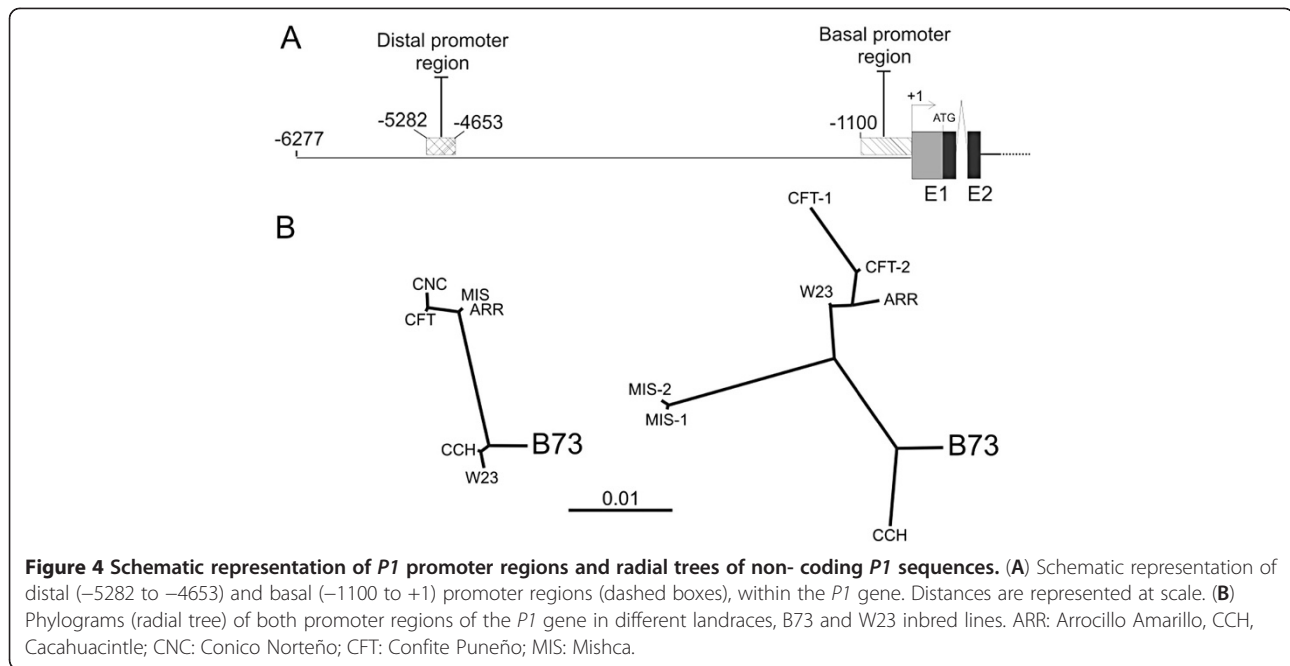 A
Distal promoter
region
Basal promoter
region
+1
-5282
-4653
-1100
ATG
-6277
E1
E2
B
CFT-1
CFT-2
W23
ARR
CNC
MIS
CFT
ARR
MIS-2
MIS-1
CCH
B73
W23
B73
0.01
CCH
Figure 4 Schematic representation of P1 promoter regions and radial trees of non- coding P1 sequences. (A) Schematic representation of
distal (−5282 to −4653) and basal (−1100 to +1) promoter regions (dashed boxes), within the P1 gene. Distances are represented at scale. (B)
Phylograms (radial tree) of both promoter regions of the P1 gene in different landraces, B73 and W23 inbred lines. ARR: Arrocillo Amarillo, CCH,
Cacahuacintle; CNC: Conico Norteño; CFT: Confite Puneño; MIS: Mishca.